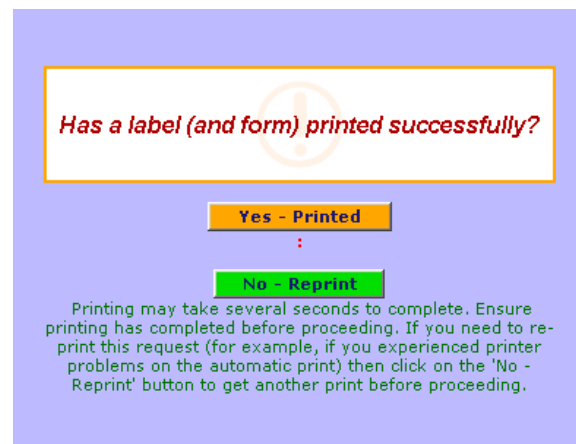 Has a label (and form) printed successfully?
Yes - Printed
:
No - Reprint
Printing may take several seconds to complete. Ensure
printing has completed before proceeding. If you need to re-
print this request (for example, if you experienced printer
problems on the automatic print) then click on the 'No -
Reprint' button to get another print before proceeding.